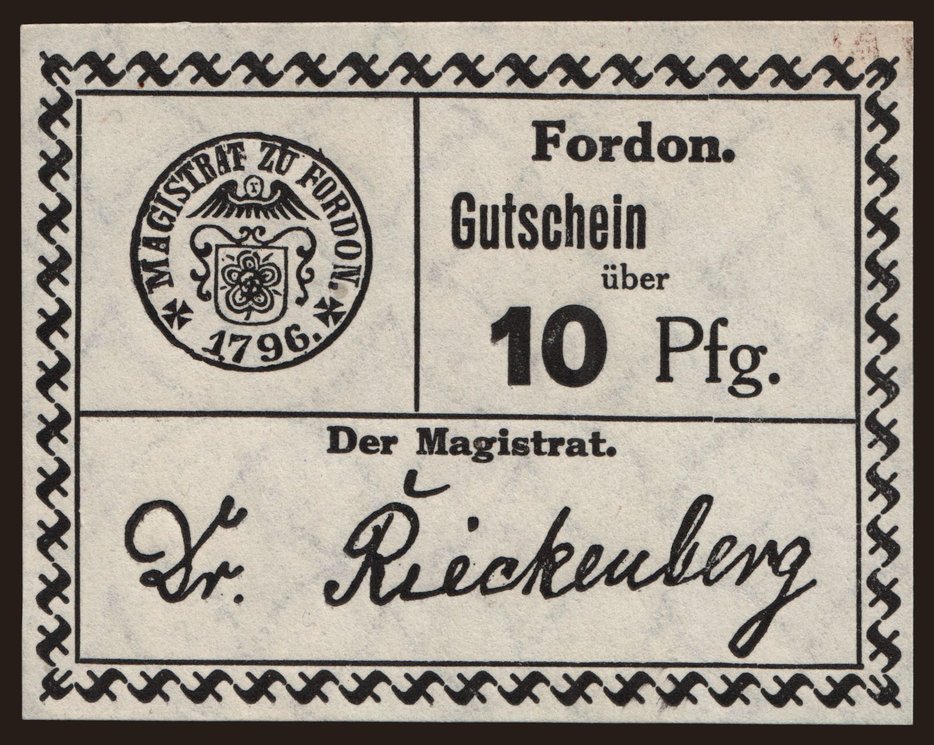 MAGISTRAT ZU FORDON.
1796.
Fordon.
Gutschein
über
10 Pfg.
Der Magistrat.
Dr. Rieckenberg